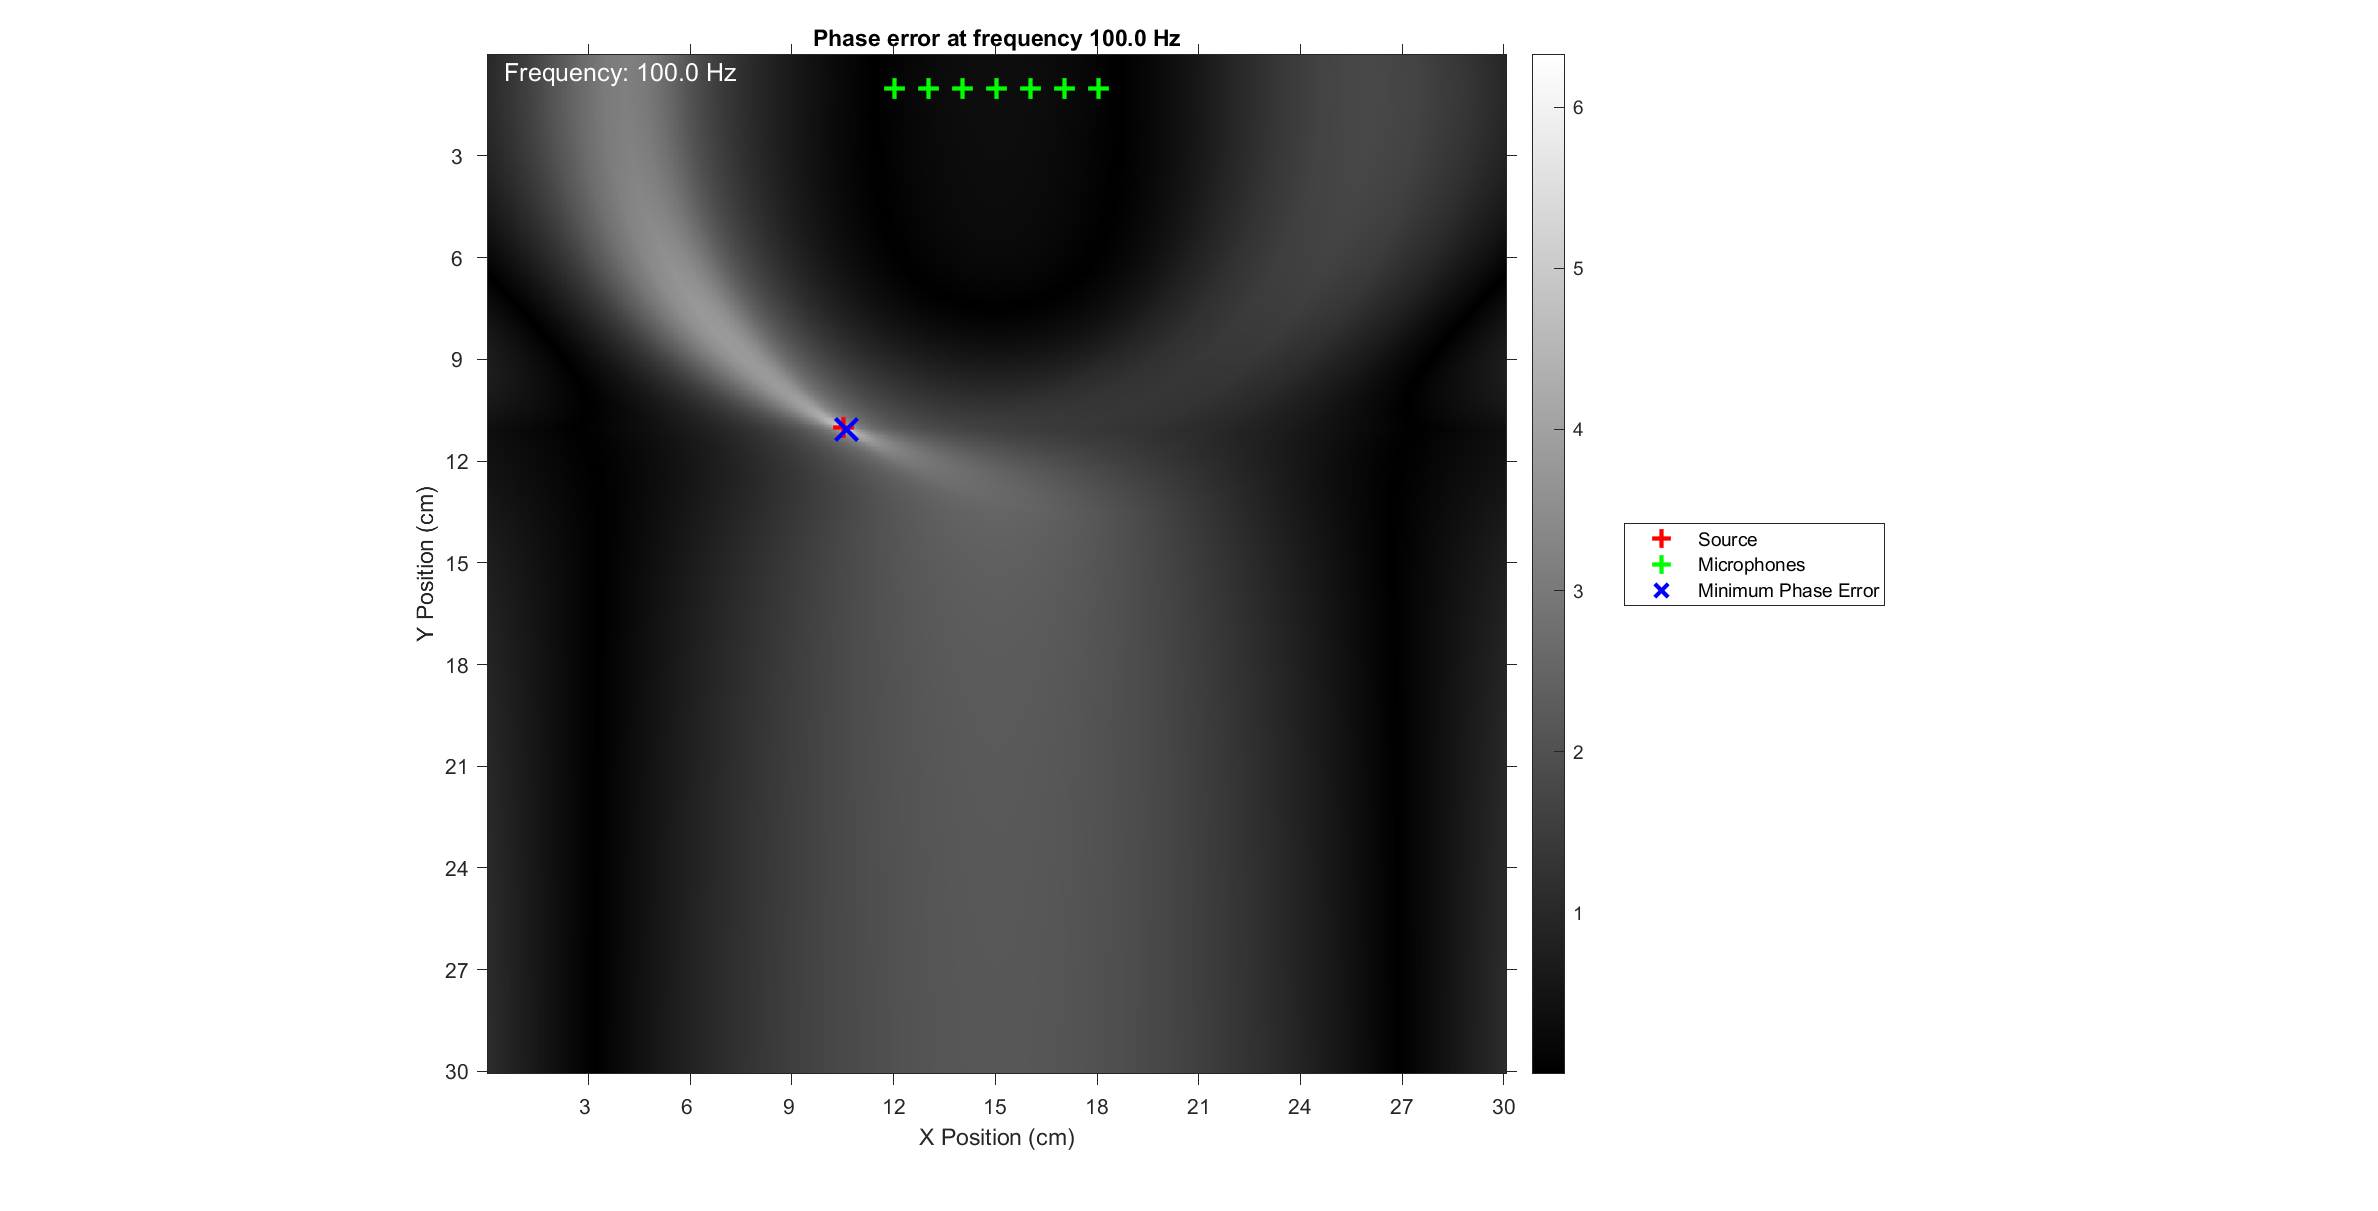 Phase error at frequency 100.0 Hz
Frequency: 100.0 Hz
3
6
9
12
15
18
21
24
27
30
Y Position (cm)
3 6 9 12 15 18 21 24 27 30
X Position (cm)
6
5
4
3
2
1
Source
Microphones
Minimum Phase Error